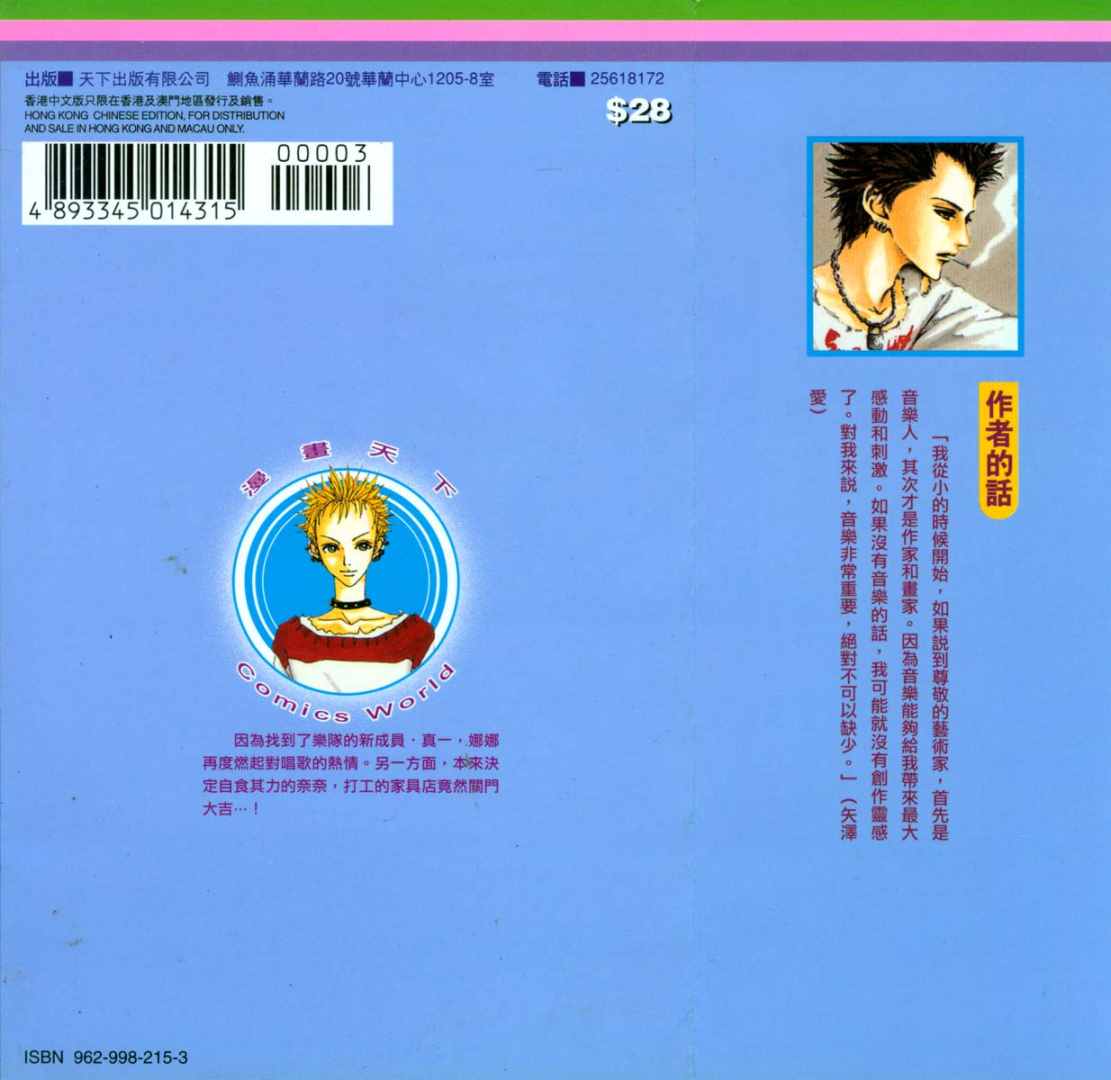 出版■天下出版有限公司 鰂魚涌華蘭路20號華蘭中心1205-8室 電話■25618172
香港中文版只限在香港及澳門地區發行及銷售。
HONG KONG CHINESE EDITION, FOR DISTRIBUTION
AND SALE IN HONG KONG AND MACAU ONLY.
$28
00003
4 893345 014315
漫畫天下
Comics World
因為找到了樂隊的新成員‧真一，娜娜
再度燃起對唱歌的熱情。另一方面，本來決
定自食其力的奈奈，打工的家具店竟然關門
大吉…！
ISBN 962-998-215-3
作者的話
「我從小的時候開始，如果説到尊敬的藝術家，首先是
音樂人，其次才是作家和畫家。因為音樂能夠給我帶來最大
感動和刺激。如果沒有音樂的話，我可能就沒有創作靈感
了。對我來説，音樂非常重要，絕對不可以缺少。」（矢澤
愛）